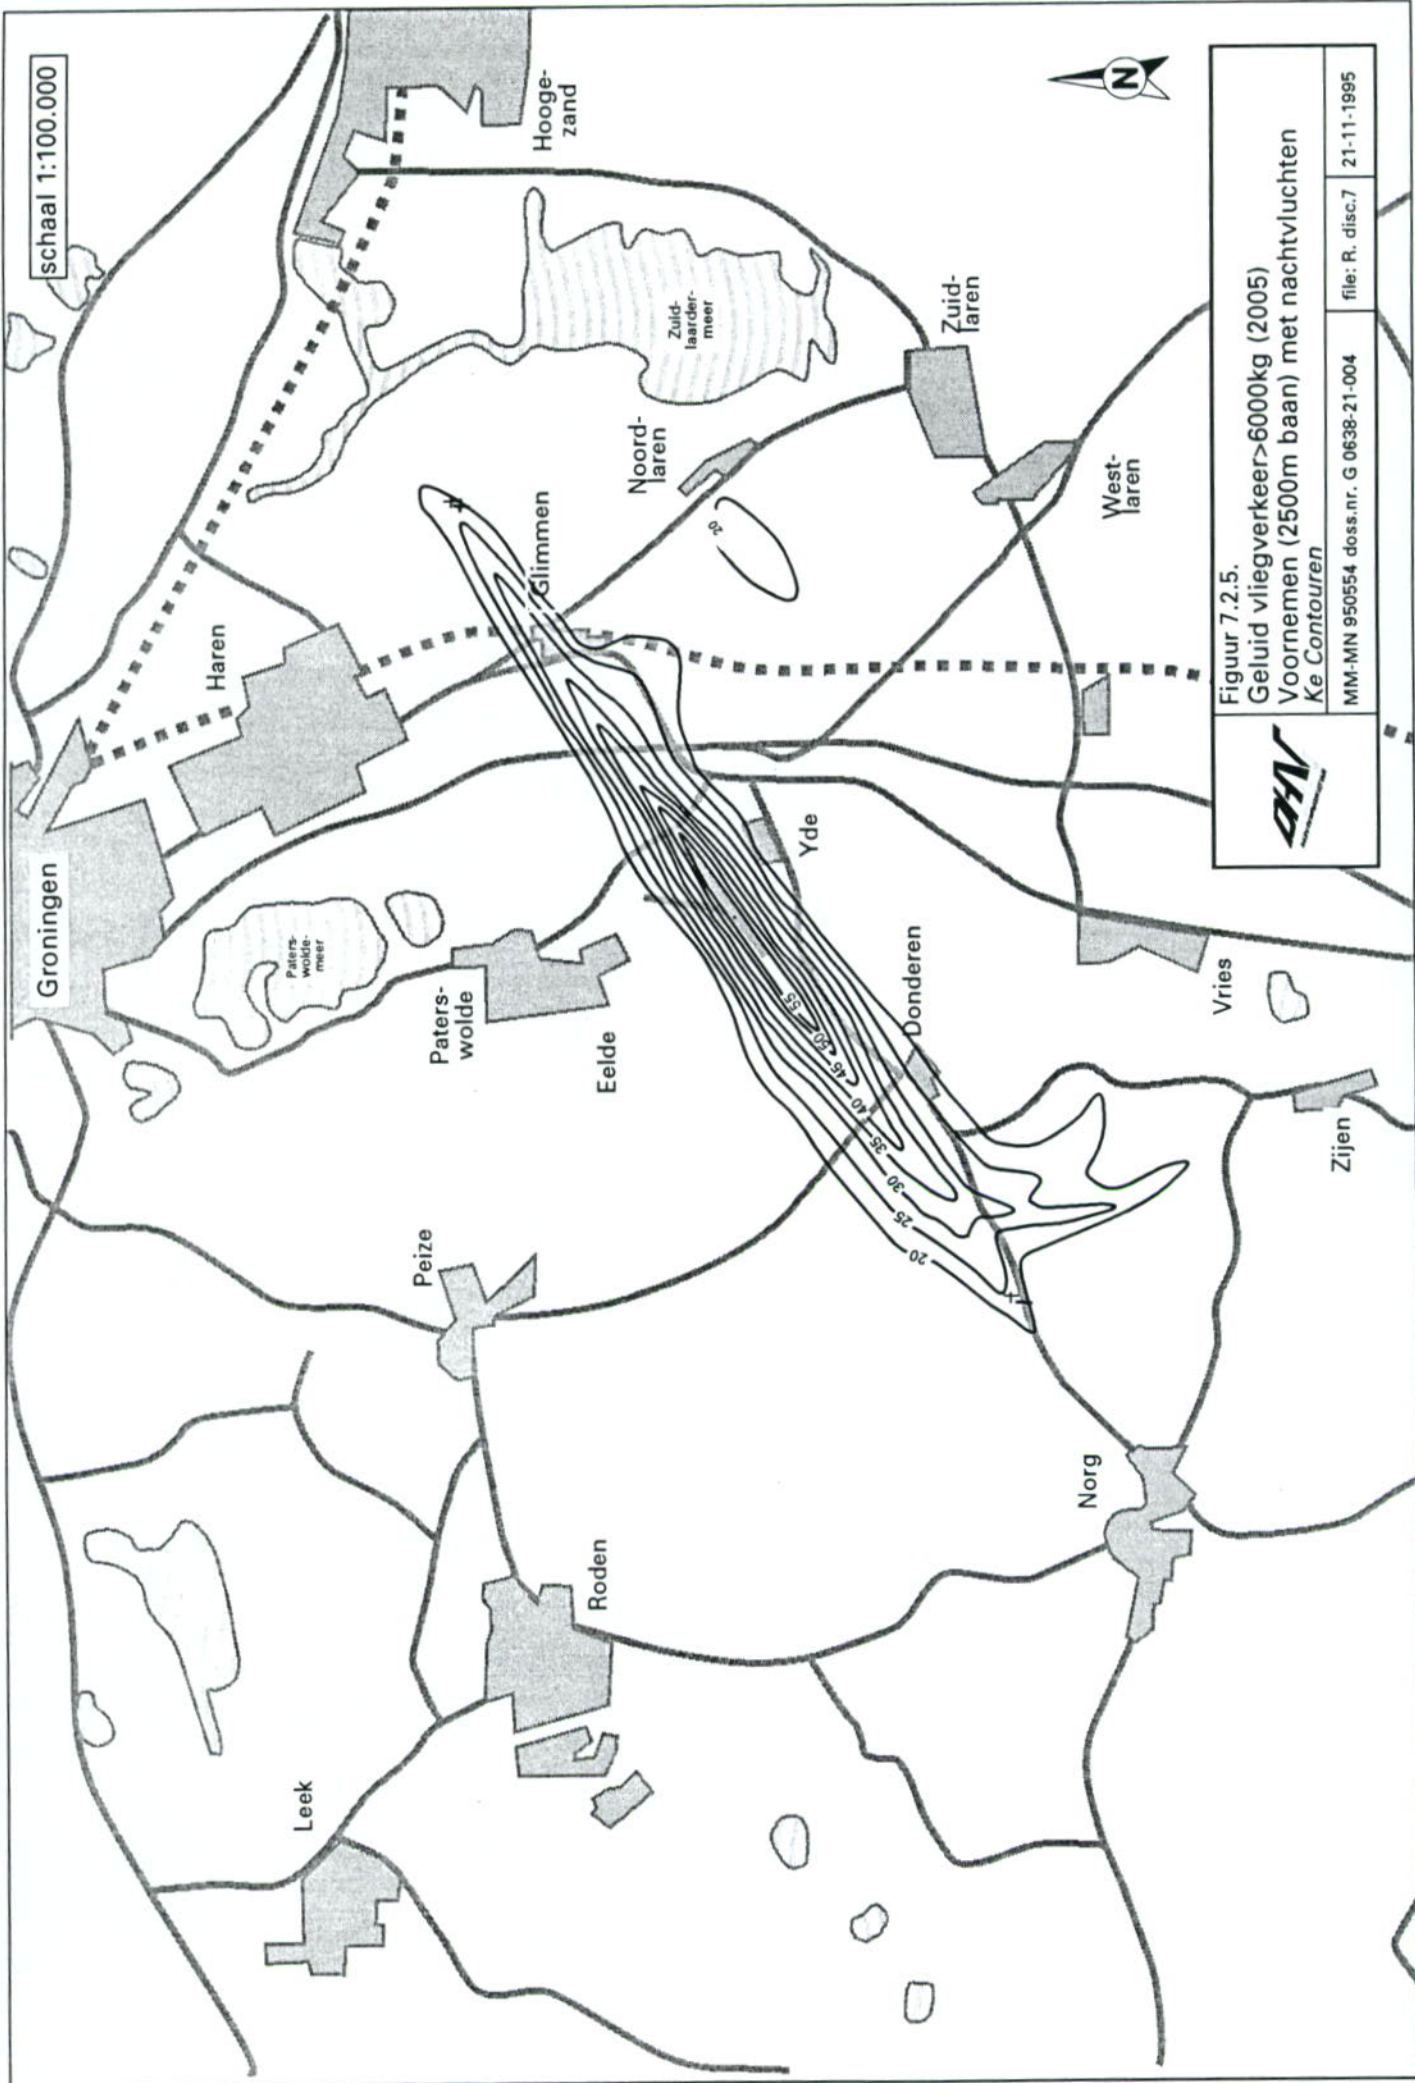 schaal 1:100.000
Groningen
Haren
Hooge-
zand
Paters-
wolde-
meer
Zuid-
laarder-
meer
Leek
Peize
Paters-
wolde
Eelde
Glimmen
Noord-
laren
Zuid-
laren
West-
laren
Roden
Yde
Donderen
Vries
Norg
Zijen
20
20
25
30
35
40
45
50
55
N
DHV
Figuur 7.2.5.
Geluid vliegverkeer>6000kg (2005)
Voornemen (2500m baan) met nachtvluchten
Ke Contouren
MM-MN 950554 doss.nr. G 0638-21-004
file: R. disc.7
21-11-1995